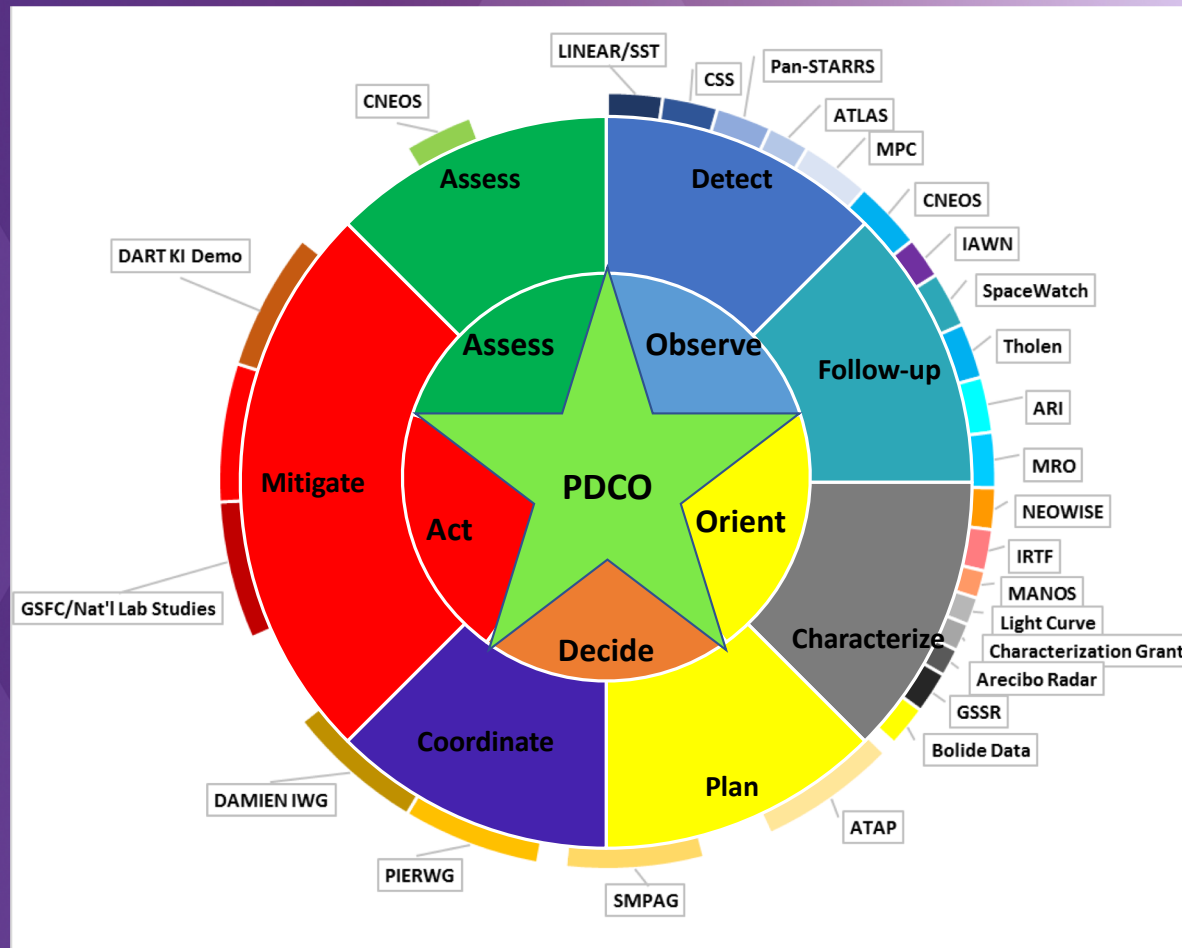 LINEAR/SST
CSS
Pan-STARRS
CNEOS
ATLAS
MPC
Assess
Detect
CNEOS
IAWN
DART KI Demo
SpaceWatch
Assess
Observe
Tholen
Follow-up
ARI
MRO
Mitigate
PDCO
NEOWISE
Act
Orient
IRTF
MANOS
GSFC/Nat'l Lab Studies
Light Curve
Characterize
Characterization Grant
Decide
Arecibo Radar
GSSR
Coordinate
Bolide Data
Plan
DAMIEN IWG
ATAP
PIERWG
SMPAG